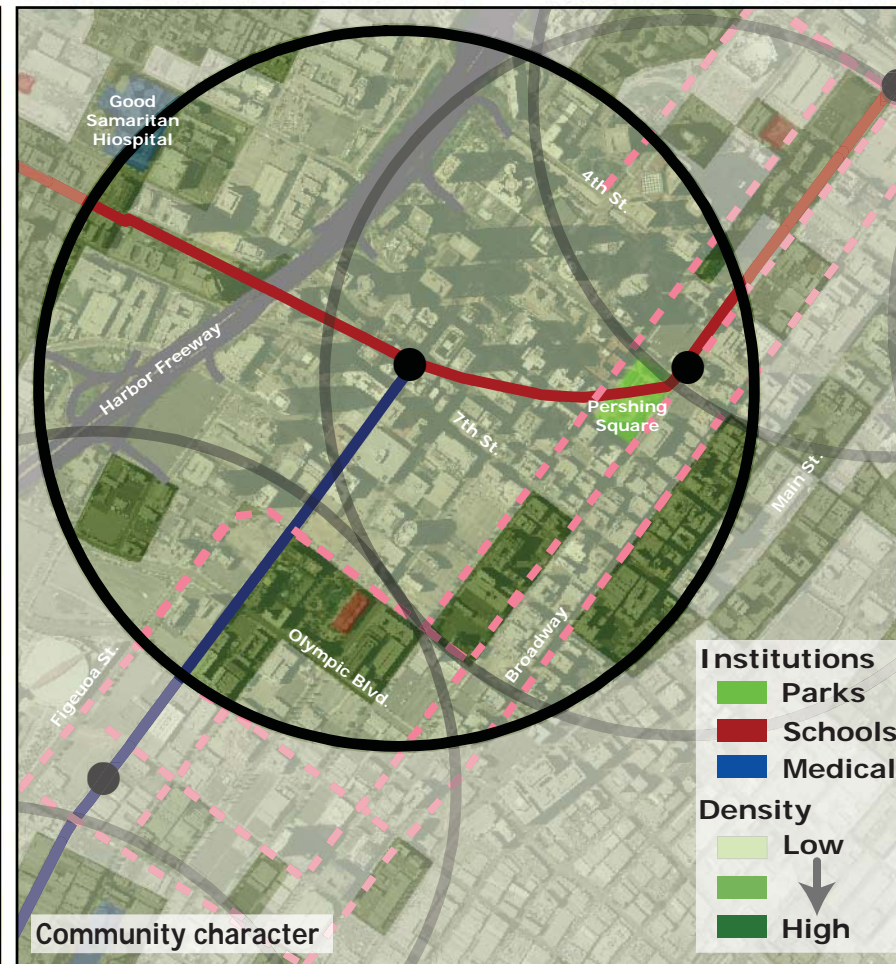 Good
Samaritan
Hiospital
4th St.
Harbor Freeway
7th St.
Pershing
Square
Main St.
Broadway
Olympic Blvd.
Figeuoa St.
Institutions
Parks
Schools
Medical
Density
Low
High
Community character